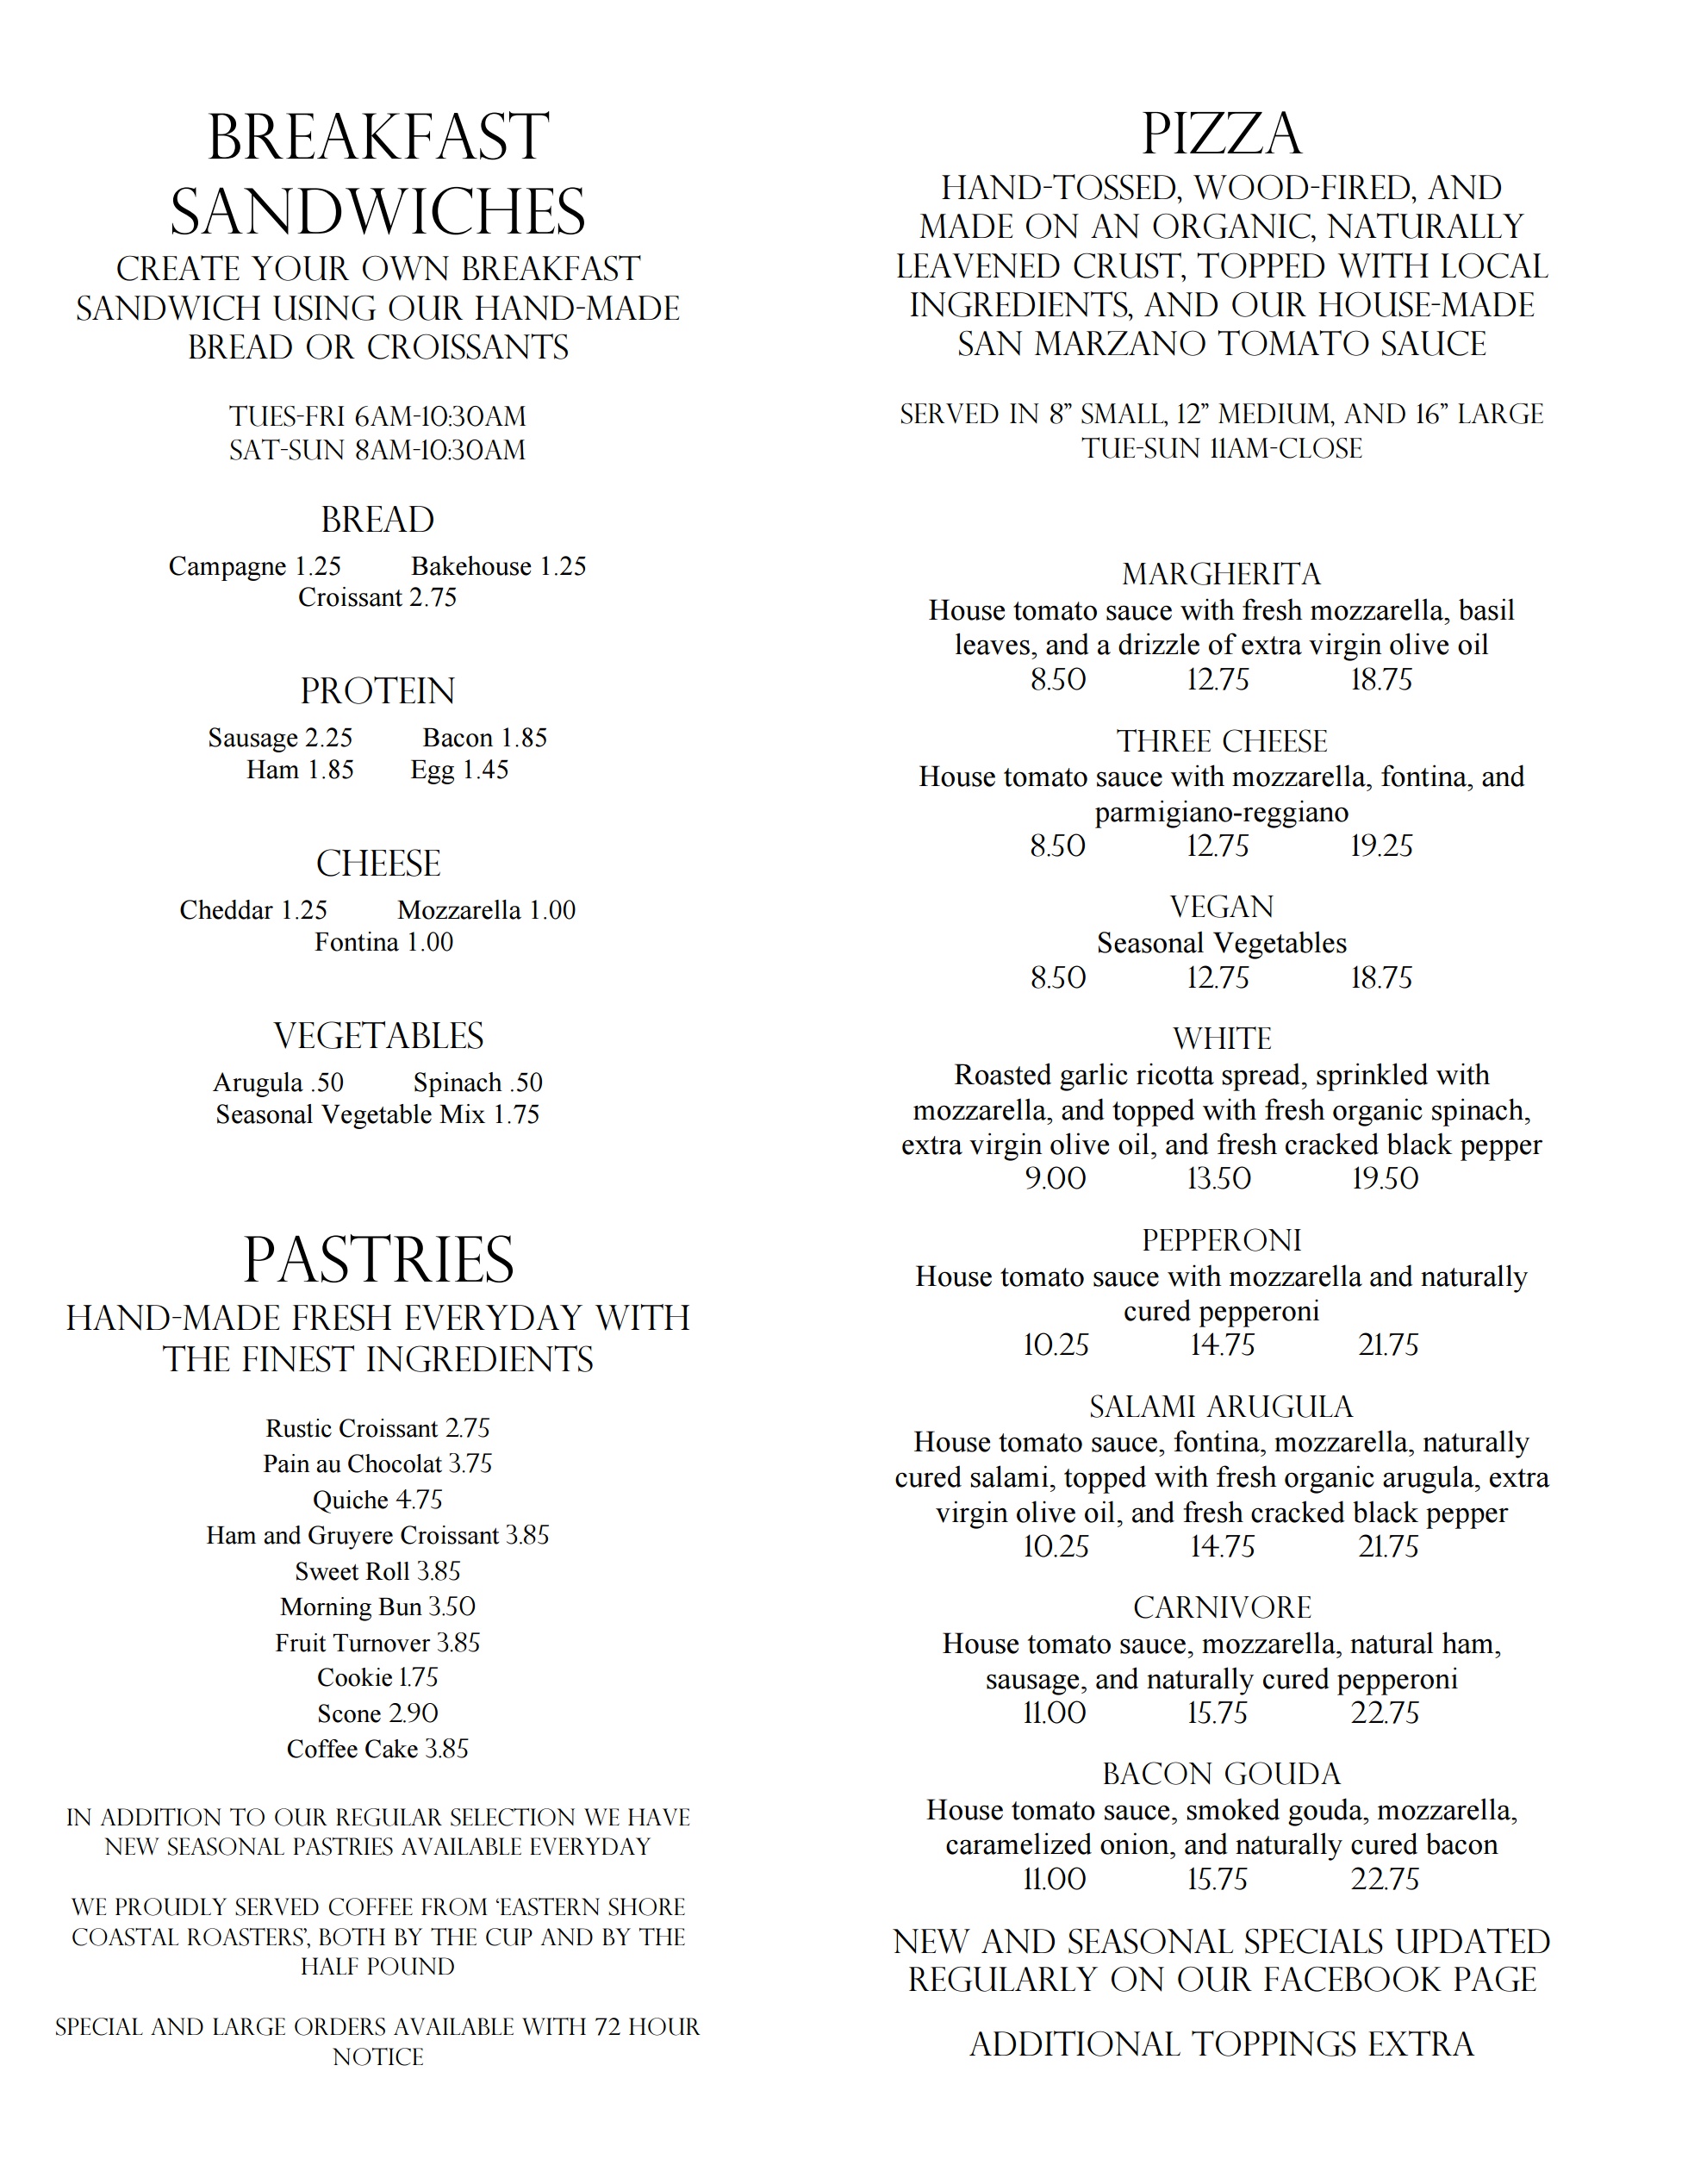 BREAKFAST
SANDWICHES
CREATE YOUR OWN BREAKFAST
SANDWICH USING OUR HAND-MADE
BREAD OR CROISSANTS
TUES-FRI 6AM-10:30AM
SAT-SUN 8AM-10:30AM
BREAD
Campagne 1.25 Bakehouse 1.25
Croissant 2.75
PROTEIN
Sausage 2.25 Bacon 1.85
Ham 1.85 Egg 1.45
CHEESE
Cheddar 1.25 Mozzarella 1.00
Fontina 1.00
VEGETABLES
Arugula .50 Spinach .50
Seasonal Vegetable Mix 1.75
PASTRIES
HAND-MADE FRESH EVERYDAY WITH
THE FINEST INGREDIENTS
Rustic Croissant 2.75
Pain au Chocolat 3.75
Quiche 4.75
Ham and Gruyere Croissant 3.85
Sweet Roll 3.85
Morning Bun 3.50
Fruit Turnover 3.85
Cookie 1.75
Scone 2.90
Coffee Cake 3.85
IN ADDITION TO OUR REGULAR SELECTION WE HAVE
NEW SEASONAL PASTRIES AVAILABLE EVERYDAY
WE PROUDLY SERVED COFFEE FROM ‘EASTERN SHORE
COASTAL ROASTERS’, BOTH BY THE CUP AND BY THE
HALF POUND
SPECIAL AND LARGE ORDERS AVAILABLE WITH 72 HOUR
NOTICE
PIZZA
HAND-TOSSED, WOOD-FIRED, AND
MADE ON AN ORGANIC, NATURALLY
LEAVENED CRUST, TOPPED WITH LOCAL
INGREDIENTS, AND OUR HOUSE-MADE
SAN MARZANO TOMATO SAUCE
SERVED IN 8” SMALL, 12” MEDIUM, AND 16” LARGE
TUE-SUN 11AM-CLOSE
MARGHERITA
House tomato sauce with fresh mozzarella, basil
leaves, and a drizzle of extra virgin olive oil
8.50 12.75 18.75
THREE CHEESE
House tomato sauce with mozzarella, fontina, and
parmigiano-reggiano
8.50 12.75 19.25
VEGAN
Seasonal Vegetables
8.50 12.75 18.75
WHITE
Roasted garlic ricotta spread, sprinkled with
mozzarella, and topped with fresh organic spinach,
extra virgin olive oil, and fresh cracked black pepper
9.00 13.50 19.50
PEPPERONI
House tomato sauce with mozzarella and naturally
cured pepperoni
10.25 14.75 21.75
SALAMI ARUGULA
House tomato sauce, fontina, mozzarella, naturally
cured salami, topped with fresh organic arugula, extra
virgin olive oil, and fresh cracked black pepper
10.25 14.75 21.75
CARNIVORE
House tomato sauce, mozzarella, natural ham,
sausage, and naturally cured pepperoni
11.00 15.75 22.75
BACON GOUDA
House tomato sauce, smoked gouda, mozzarella,
caramelized onion, and naturally cured bacon
11.00 15.75 22.75
NEW AND SEASONAL SPECIALS UPDATED
REGULARLY ON OUR FACEBOOK PAGE
ADDITIONAL TOPPINGS EXTRA